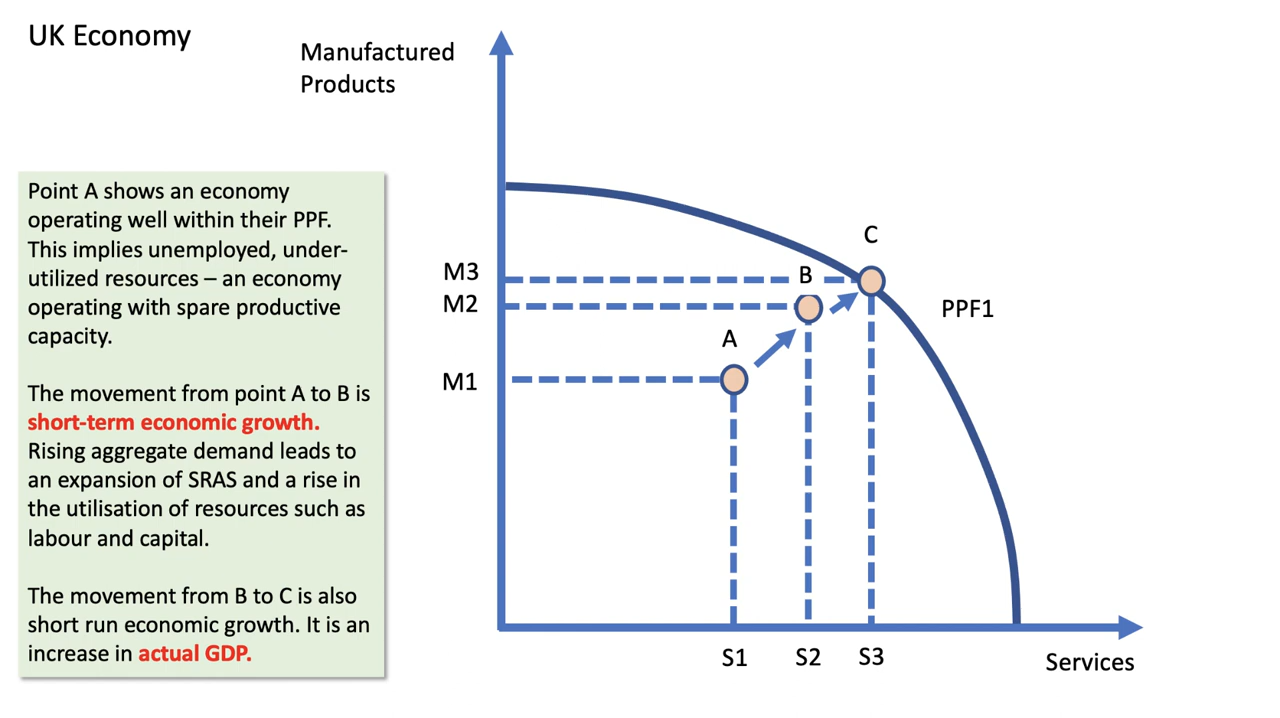 UK Economy
Manufactured
Products
Point A shows an economy
operating well within their PPF.
This implies unemployed, under-
utilized resources – an economy
operating with spare productive
capacity.
The movement from point A to B is
short-term economic growth.
Rising aggregate demand leads to
an expansion of SRAS and a rise in
the utilisation of resources such as
labour and capital.
The movement from B to C is also
short run economic growth. It is an
increase in actual GDP.
C
M3
B
M2
PPF1
A
M1
S1 S2 S3
Services